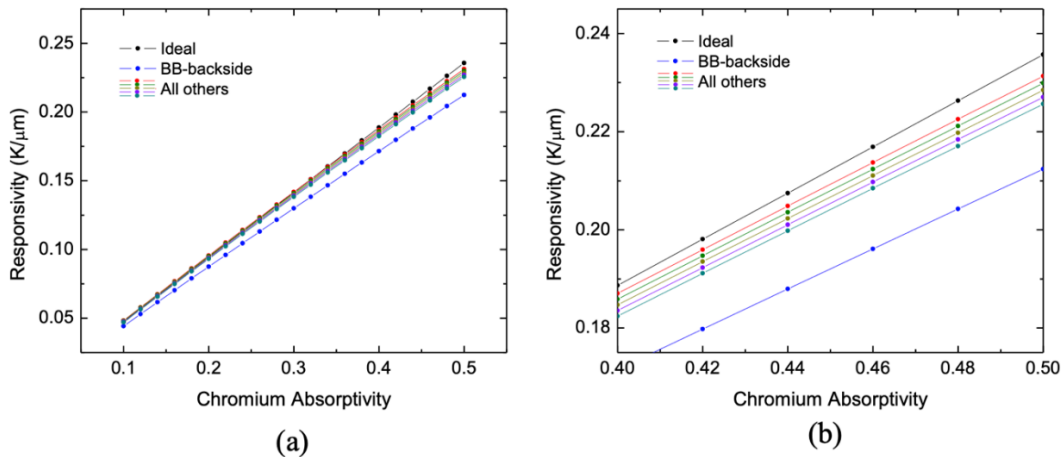 Ideal
BB-backside
All others
0.25
0.20
0.15
0.10
0.05
Responsivity (K/μm)
0.1 0.2 0.3 0.4 0.5
Chromium Absorptivity
(a)
Ideal
BB-backside
All others
0.24
0.22
0.20
0.18
Responsivity (K/μm)
0.40 0.42 0.44 0.46 0.48 0.50
Chromium Absorptivity
(b)